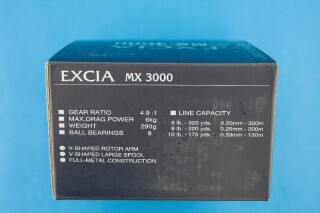 EXCIA MX 3000
■ GEAR RATIO 4.9 :1
■ MAX.DRAG POWER 6kg
■ WEIGHT 290g
■ BALL BEARINGS 8
■ LINE CAPACITY
6 lb. - 320 yds. 0.20mm - 300m
8 lb. - 220 yds. 0.25mm - 200m
10 lb. - 175 yds. 0.30mm - 130m
● V-SHAPED ROTOR ARM
● V-SHAPED LARGE SPOOL
● FULL-METAL CONSTRUCTION